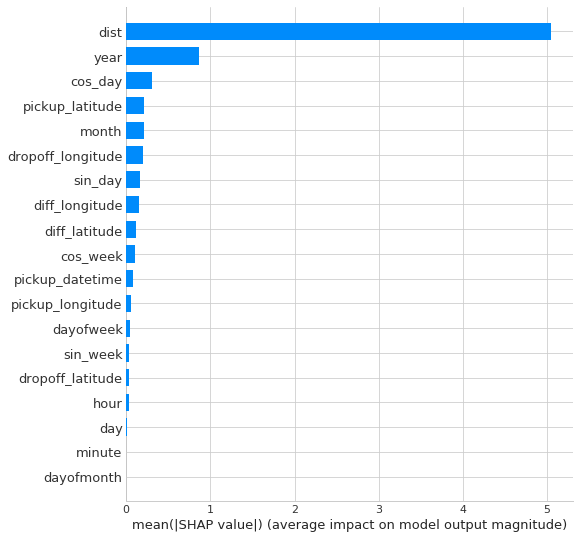 dist
year
cos_day
pickup_latitude
month
dropoff_longitude
sin_day
diff_longitude
diff_latitude
cos_week
pickup_datetime
pickup_longitude
dayofweek
sin_week
dropoff_latitude
hour
day
minute
dayofmonth
0 1 2 3 4 5
mean(|SHAP value|) (average impact on model output magnitude)